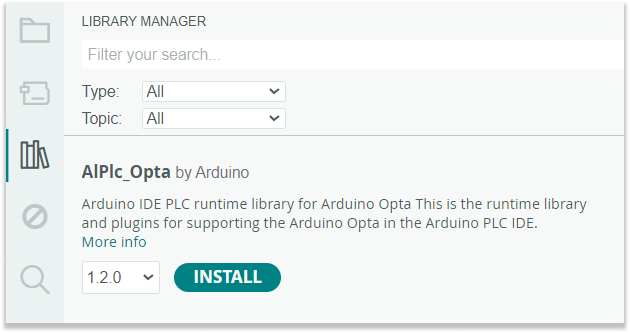 LIBRARY MANAGER
Filter your search...
Type: All
Topic: All
AlPlc_Opta by Arduino
Arduino IDE PLC runtime library for Arduino Opta This is the runtime library
and plugins for supporting the Arduino Opta in the Arduino PLC IDE.
More info
1.2.0 INSTALL